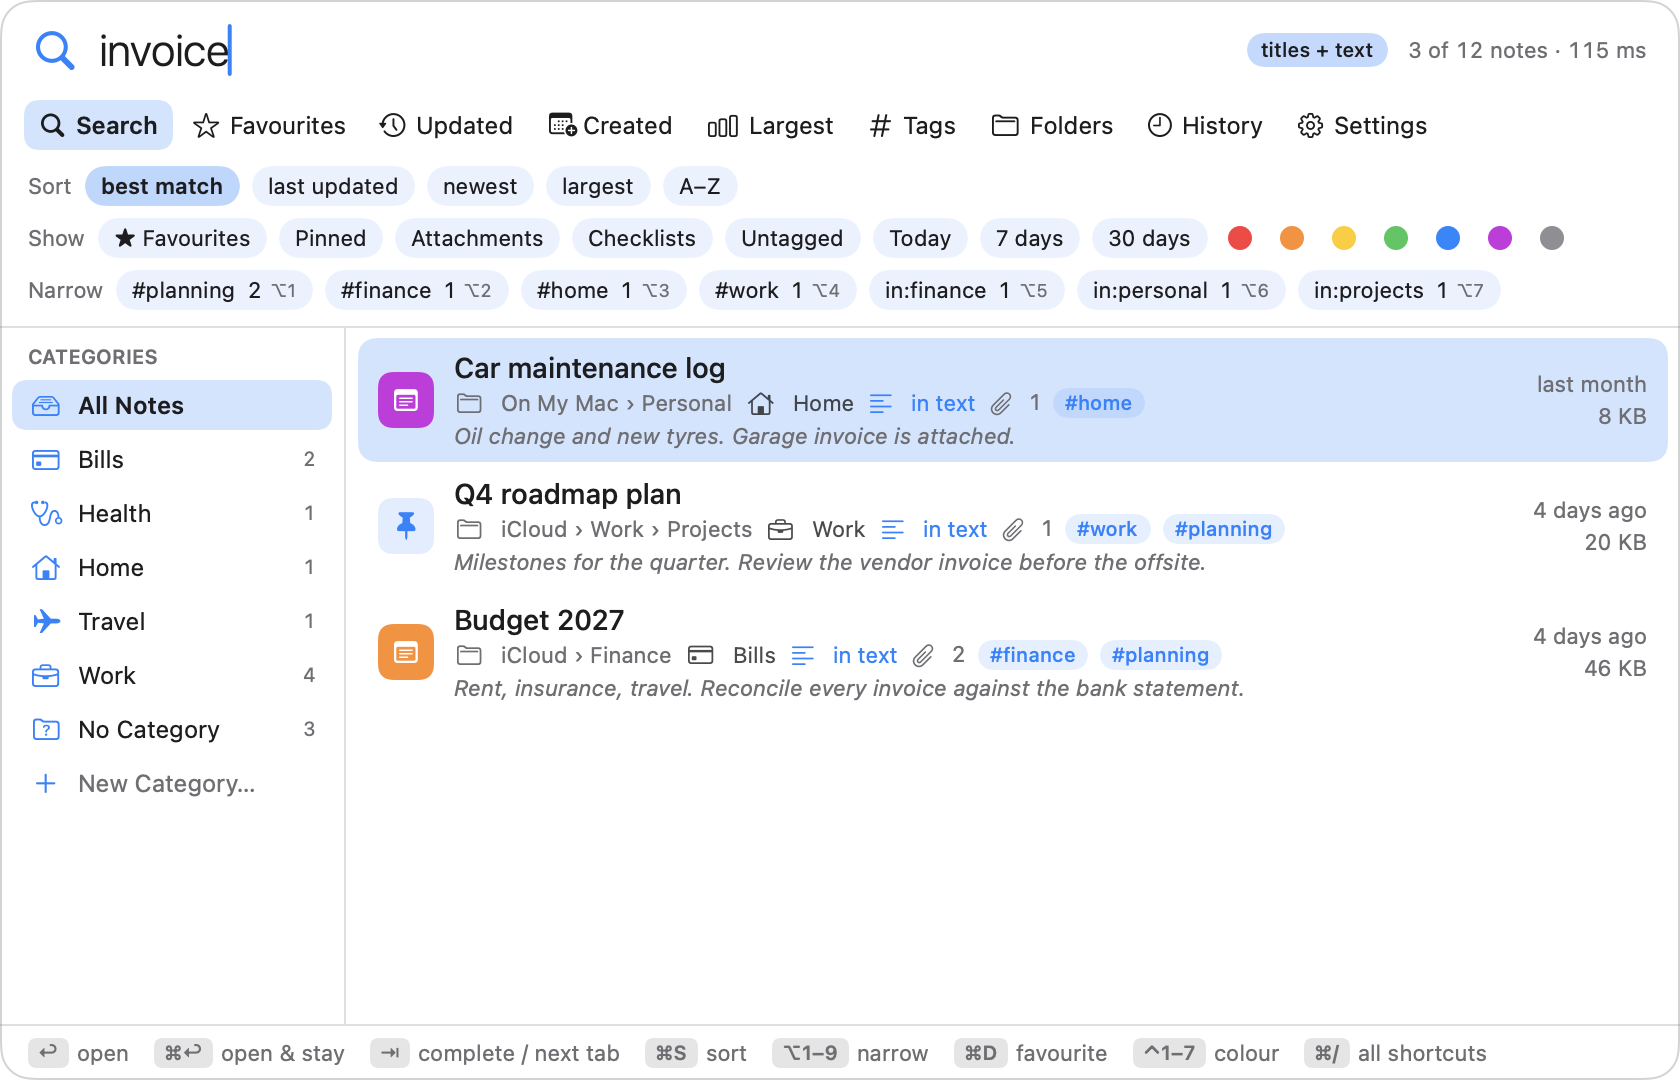 invoice titles + text 3 of 12 notes · 115 ms
Search Favourites Updated Created Largest # Tags Folders History Settings
Sort best match last updated newest largest A–Z
Show ★ Favourites Pinned Attachments Checklists Untagged Today 7 days 30 days
Narrow #planning 2 ⌥1 #finance 1 ⌥2 #home 1 ⌥3 #work 1 ⌥4 in:finance 1 ⌥5 in:personal 1 ⌥6 in:projects 1 ⌥7
CATEGORIES
All Notes
Bills 2
Health 1
Home 1
Travel 1
Work 4
No Category 3
New Category...
Car maintenance log
On My Mac › Personal Home in text 1 #home
Oil change and new tyres. Garage invoice is attached.
last month
8 KB
Q4 roadmap plan
iCloud › Work › Projects Work in text 1 #work #planning
Milestones for the quarter. Review the vendor invoice before the offsite.
4 days ago
20 KB
Budget 2027
iCloud › Finance Bills in text 2 #finance #planning
Rent, insurance, travel. Reconcile every invoice against the bank statement.
4 days ago
46 KB
↩ open ⌘↩ open & stay ⇥ complete / next tab ⌘S sort ⌥1–9 narrow ⌘D favourite ^1–7 colour ⌘/ all shortcuts